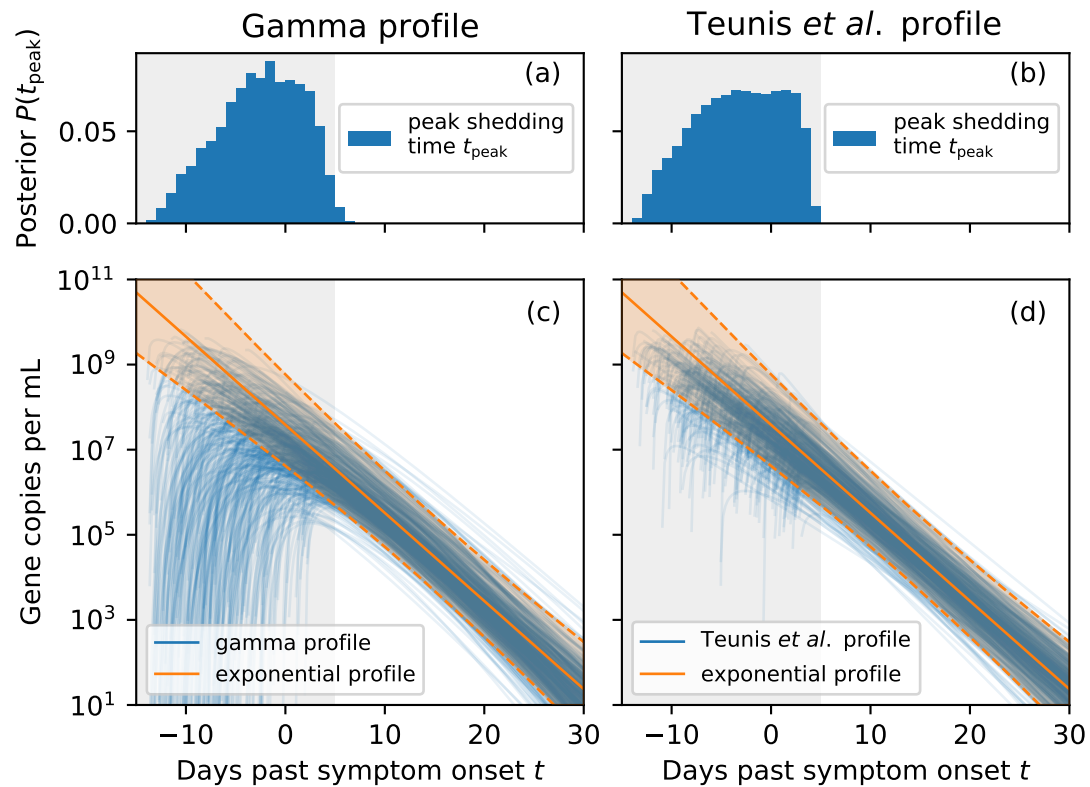 Gamma profile
Teunis et al. profile
Posterior P(t_peak)
0.05
0.00
(a)
peak shedding
time t_peak
(b)
peak shedding
time t_peak
Gene copies per mL
10^11
10^9
10^7
10^5
10^3
10^1
(c)
gamma profile
exponential profile
(d)
Teunis et al. profile
exponential profile
−10 0 10 20 30
−10 0 10 20 30
Days past symptom onset t
Days past symptom onset t